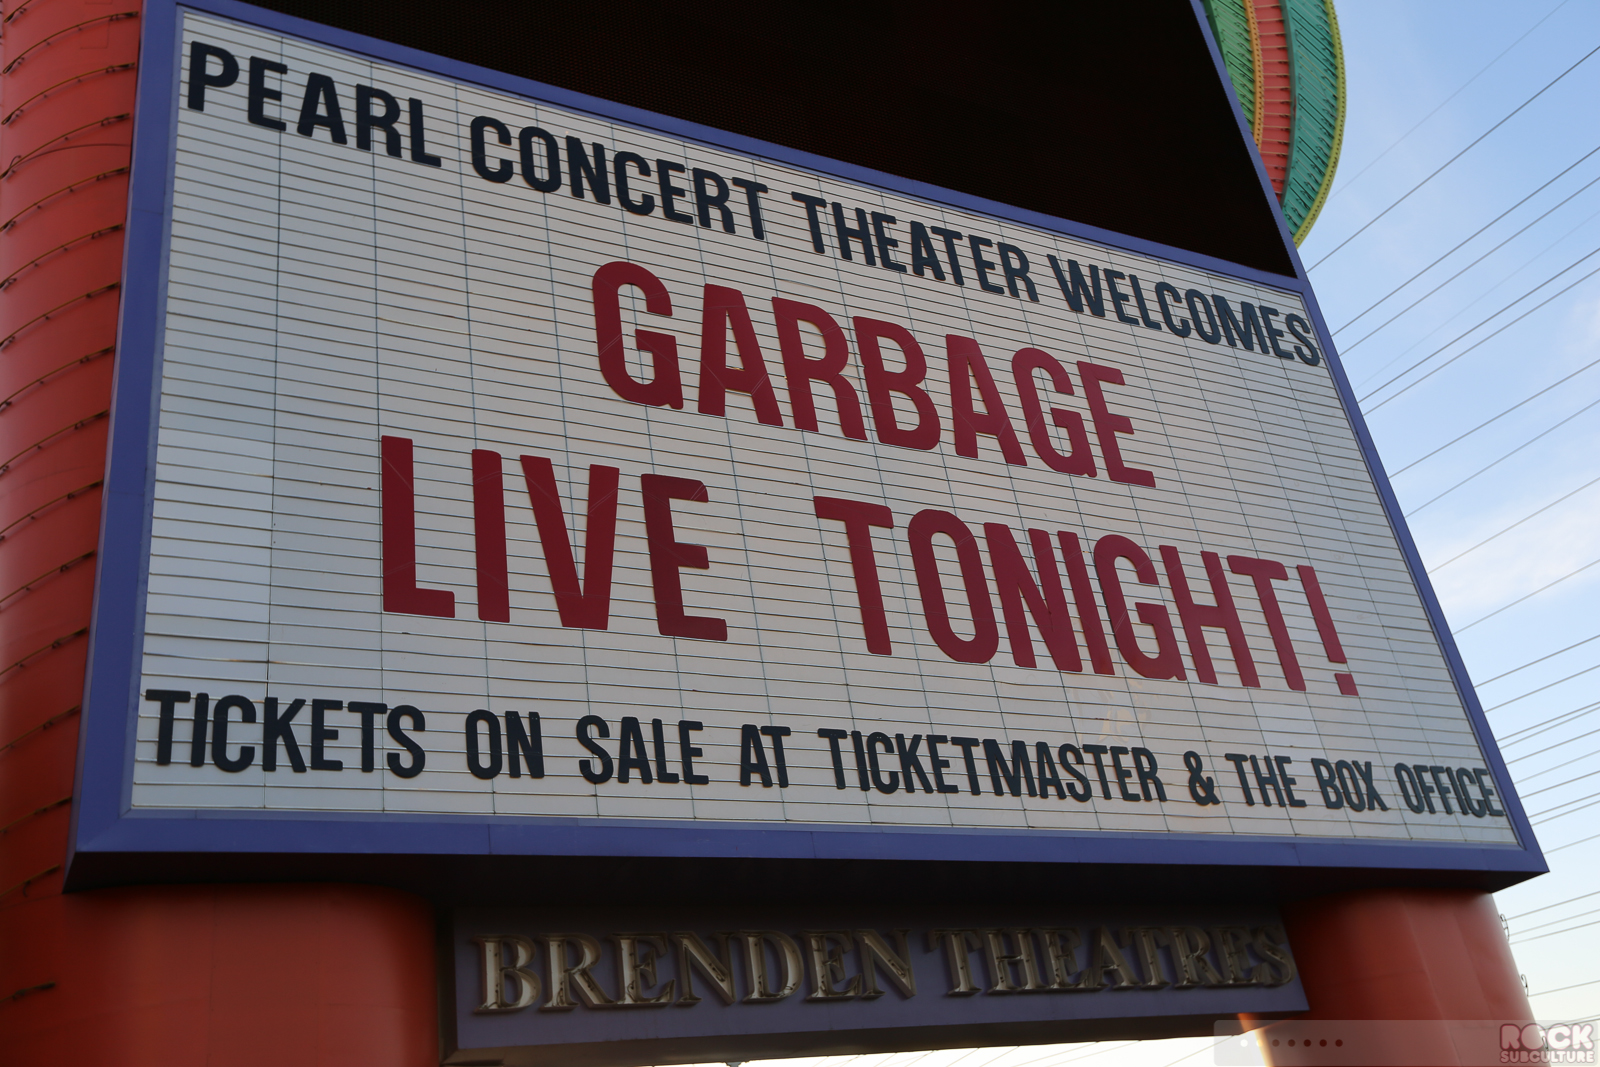 PEARL CONCERT THEATER WELCOMES
GARBAGE
LIVE TONIGHT!
TICKETS ON SALE AT TICKETMASTER & THE BOX OFFICE
BRENDEN THEATRES
ROCK
SUBCULTURE